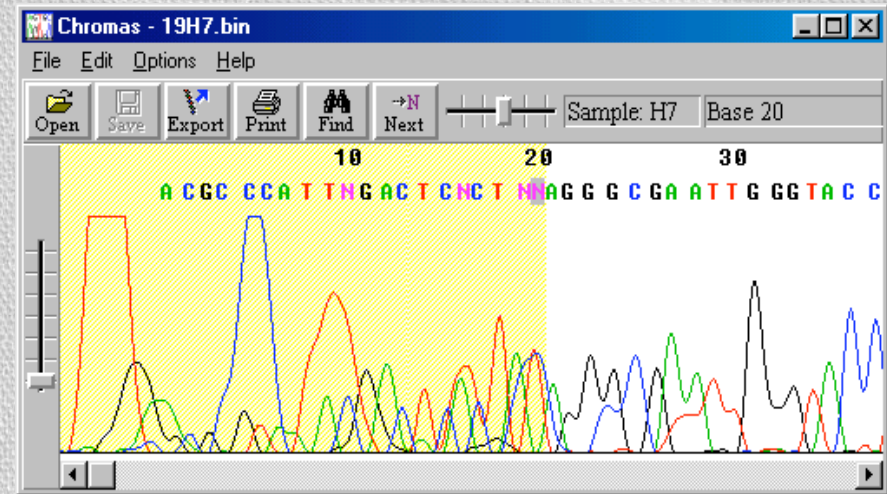 Chromas - 19H7.bin
File Edit Options Help
Open Save Export Print Find →N Next Sample: H7 Base 20
10 20 30
A C G C C C A T T N G A C T C N C T N N A G G G C G A A T T G G G T A C C